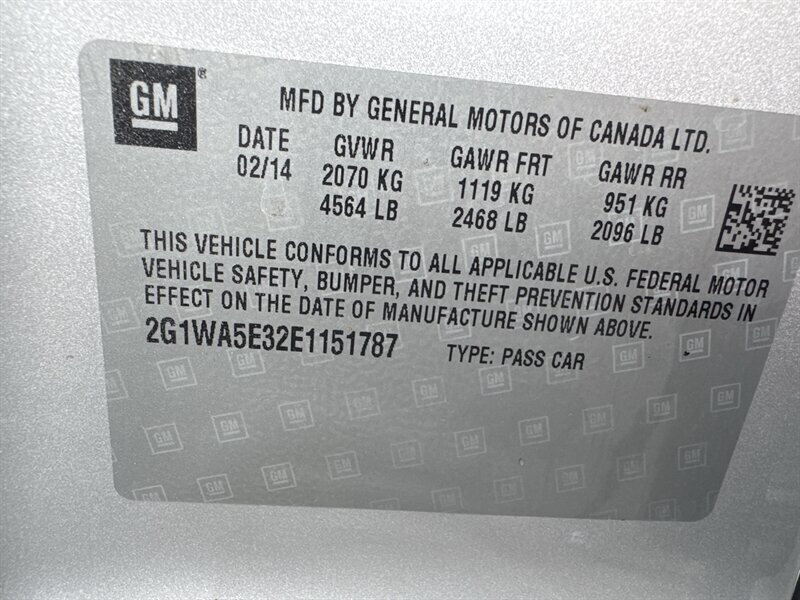 GM®
MFD BY GENERAL MOTORS OF CANADA LTD.
DATE GVWR GAWR FRT GAWR RR
02/14 2070 KG 1119 KG 951 KG
4564 LB 2468 LB 2096 LB
THIS VEHICLE CONFORMS TO ALL APPLICABLE U.S. FEDERAL MOTOR
VEHICLE SAFETY, BUMPER, AND THEFT PREVENTION STANDARDS IN
EFFECT ON THE DATE OF MANUFACTURE SHOWN ABOVE.
2G1WA5E32E1151787 TYPE: PASS CAR